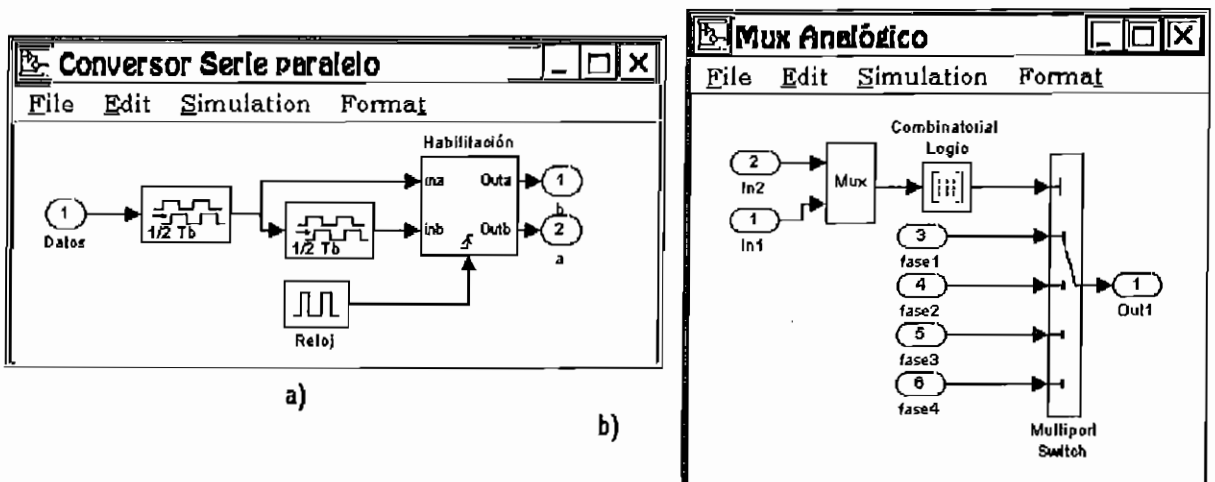 Conversor Serie paralelo
File Edit Simulation Format
Habilitación
1
Datos
1/2 Tb
1/2 Tb
ina Outa
inb Outb
1
b
2
a
Reloj
a)
Mux Analógico
File Edit Simulation Format
Combinatorial
Logic
2
In2
1
In1
Mux
3
fase1
4
fase2
5
fase3
6
fase4
1
Out1
Multiport
Switch
b)